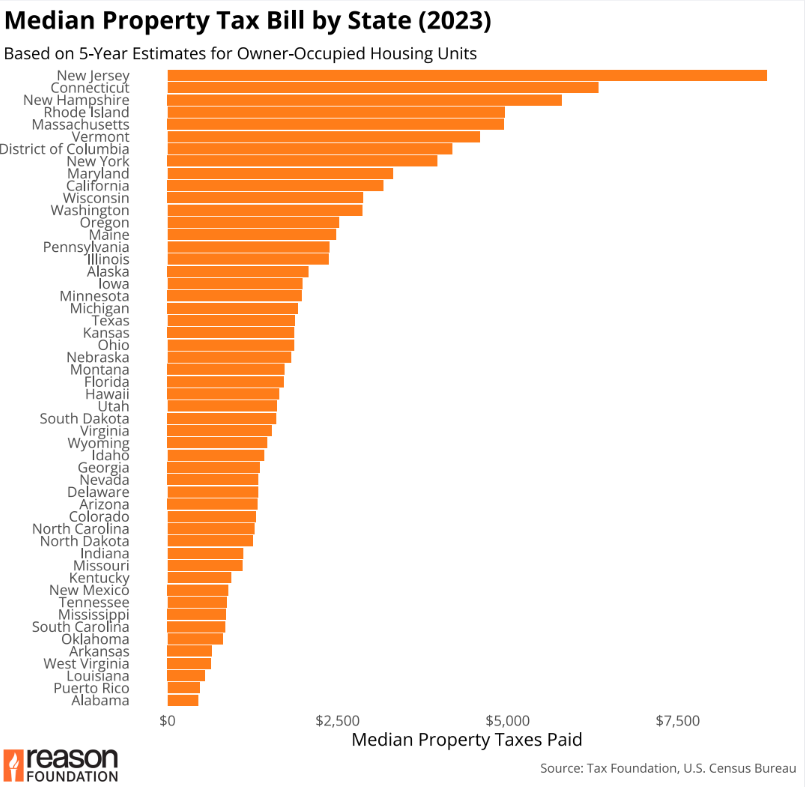 Median Property Tax Bill by State (2023)
Based on 5-Year Estimates for Owner-Occupied Housing Units
New Jersey
Connecticut
New Hampshire
Rhode Island
Massachusetts
Vermont
District of Columbia
New York
Maryland
California
Wisconsin
Washington
Oregon
Maine
Pennsylvania
Illinois
Alaska
Iowa
Minnesota
Michigan
Texas
Kansas
Ohio
Nebraska
Montana
Florida
Hawaii
Utah
South Dakota
Virginia
Wyoming
Idaho
Georgia
Nevada
Delaware
Arizona
Colorado
North Carolina
North Dakota
Indiana
Missouri
Kentucky
New Mexico
Tennessee
Mississippi
South Carolina
Oklahoma
Arkansas
West Virginia
Louisiana
Puerto Rico
Alabama
$0 $2,500 $5,000 $7,500
Median Property Taxes Paid
reason
FOUNDATION
Source: Tax Foundation, U.S. Census Bureau